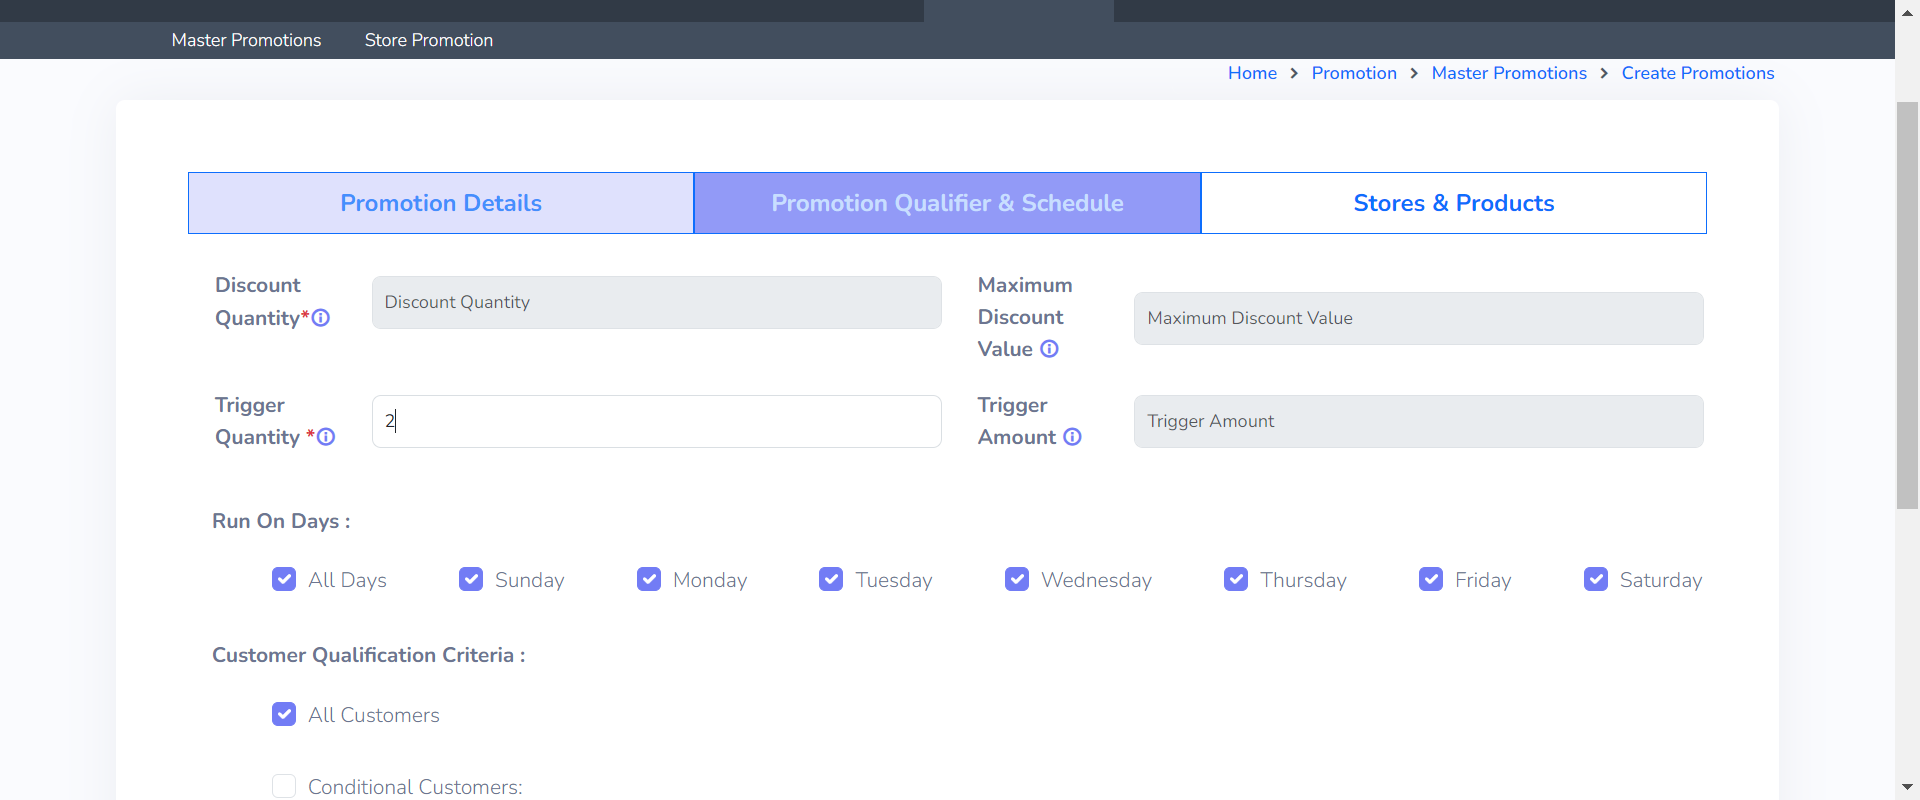 Master Promotions Store Promotion
Home > Promotion > Master Promotions > Create Promotions
Promotion Details Promotion Qualifier & Schedule Stores & Products
Discount
Quantity*
Discount Quantity
Maximum
Discount
Value
Maximum Discount Value
Trigger
Quantity *
2
Trigger
Amount
Trigger Amount
Run On Days :
All Days Sunday Monday Tuesday Wednesday Thursday Friday Saturday
Customer Qualification Criteria :
All Customers
Conditional Customers: